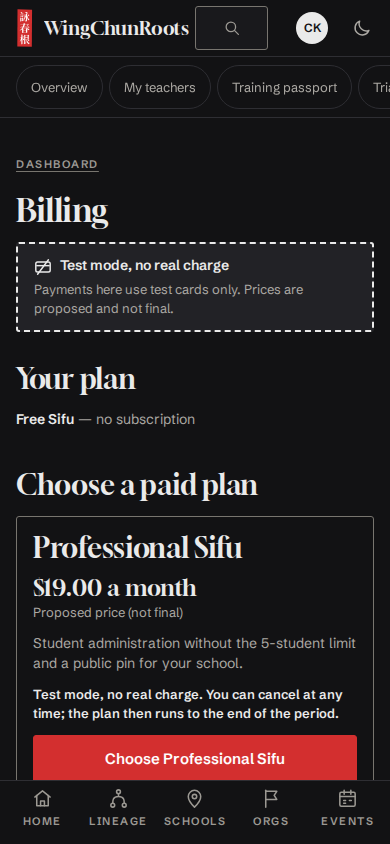 詠春根
WingChunRoots
CK
Overview
My teachers
Training passport
Tria
DASHBOARD
Billing
Test mode, no real charge
Payments here use test cards only. Prices are
proposed and not final.
Your plan
Free Sifu — no subscription
Choose a paid plan
Professional Sifu
$19.00 a month
Proposed price (not final)
Student administration without the 5-student limit
and a public pin for your school.
Test mode, no real charge. You can cancel at any
time; the plan then runs to the end of the period.
Choose Professional Sifu
HOME
LINEAGE
SCHOOLS
ORGS
EVENTS